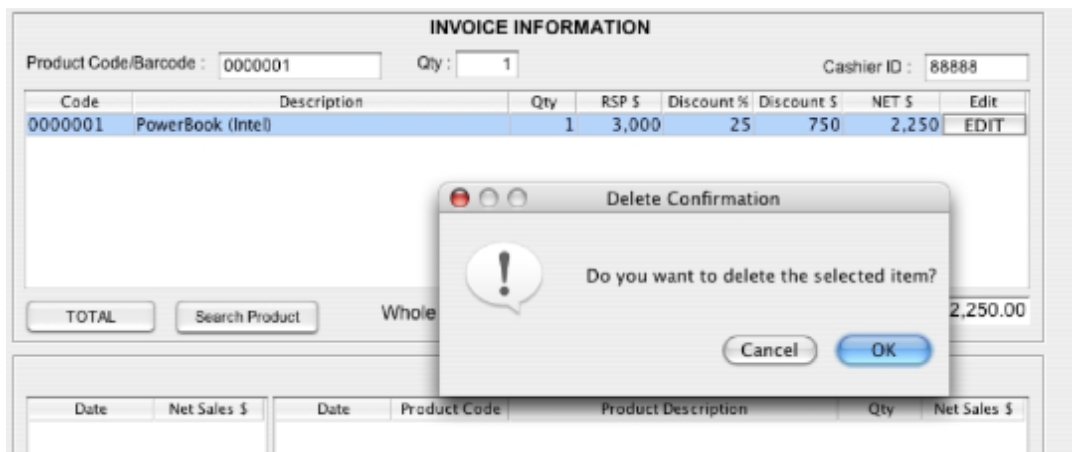 INVOICE INFORMATION
Product Code/Barcode : 0000001 Qty : 1 Cashier ID : 88888
Code Description Qty RSP $ Discount % Discount $ NET $ Edit
0000001 PowerBook (Intel) 1 3,000 25 750 2,250 EDIT
Delete Confirmation
Do you want to delete the selected item?
TOTAL Search Product Whole 2,250.00
Cancel OK
Date Net Sales $ Date Product Code Product Description Qty Net Sales $